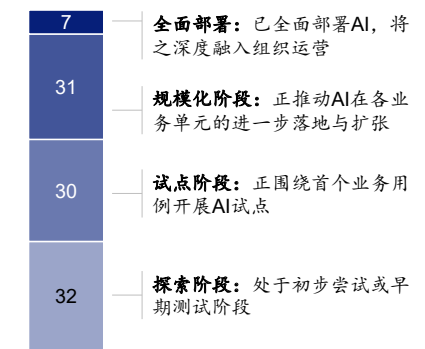 7
全面部署：已全面部署AI，将
之深度融入组织运营
31
规模化阶段：正推动AI在各业
务单元的进一步落地与扩张
30
试点阶段：正围绕首个业务用
例开展AI试点
32
探索阶段：处于初步尝试或早
期测试阶段